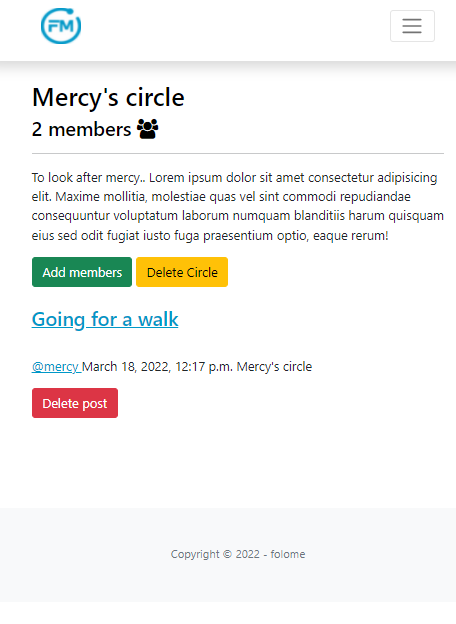 FM
Mercy's circle
2 members
To look after mercy.. Lorem ipsum dolor sit amet consectetur adipisicing
elit. Maxime mollitia, molestiae quas vel sint commodi repudiandae
consequuntur voluptatum laborum numquam blanditiis harum quisquam
eius sed odit fugiat iusto fuga praesentium optio, eaque rerum!
Add members Delete Circle
Going for a walk
@mercy March 18, 2022, 12:17 p.m. Mercy's circle
Delete post
Copyright © 2022 - folome